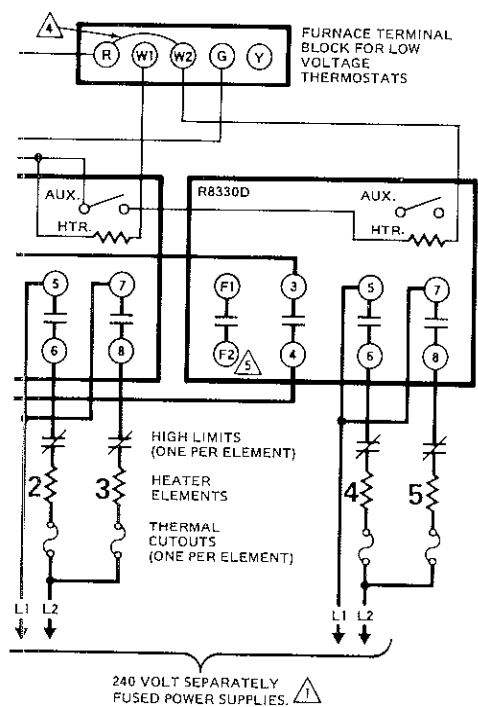 4
FURNACE TERMINAL
BLOCK FOR LOW
VOLTAGE
THERMOSTATS
R W1 W2 G Y
R8330D
AUX.
HTR.
AUX.
HTR.
5 7 F1 3 5 7
6 8 F2 4 6 8
5
HIGH LIMITS
(ONE PER ELEMENT)
2 3 HEATER
ELEMENTS
4 5
THERMAL
CUTOUTS
(ONE PER ELEMENT)
L1 L2 L1 L2
240 VOLT SEPARATELY
FUSED POWER SUPPLIES. 1